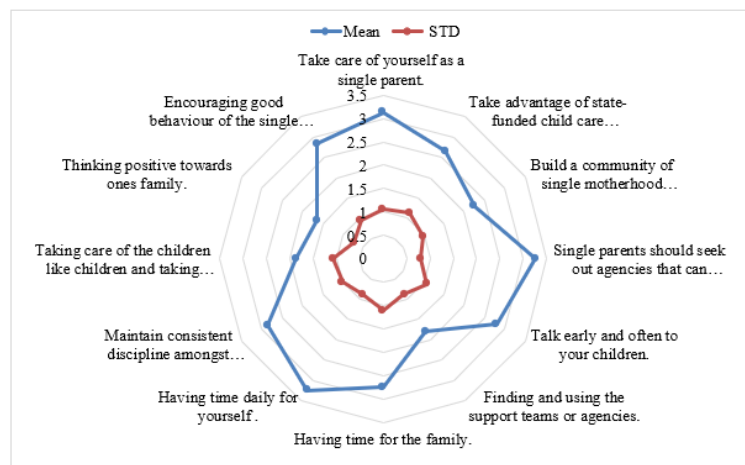 Mean STD
Take care of yourself as a
single parent.
Take advantage of state-
funded child care…
Build a community of
single motherhood…
Single parents should seek
out agencies that can…
Talk early and often to
your children.
Finding and using the
support teams or agencies.
Having time for the family.
Having time daily for
yourself .
Maintain consistent
discipline amongst…
Taking care of the children
like children and taking…
Thinking positive towards
ones family.
Encouraging good
behaviour of the single…
3.5
3
2.5
2
1.5
1
0.5
0